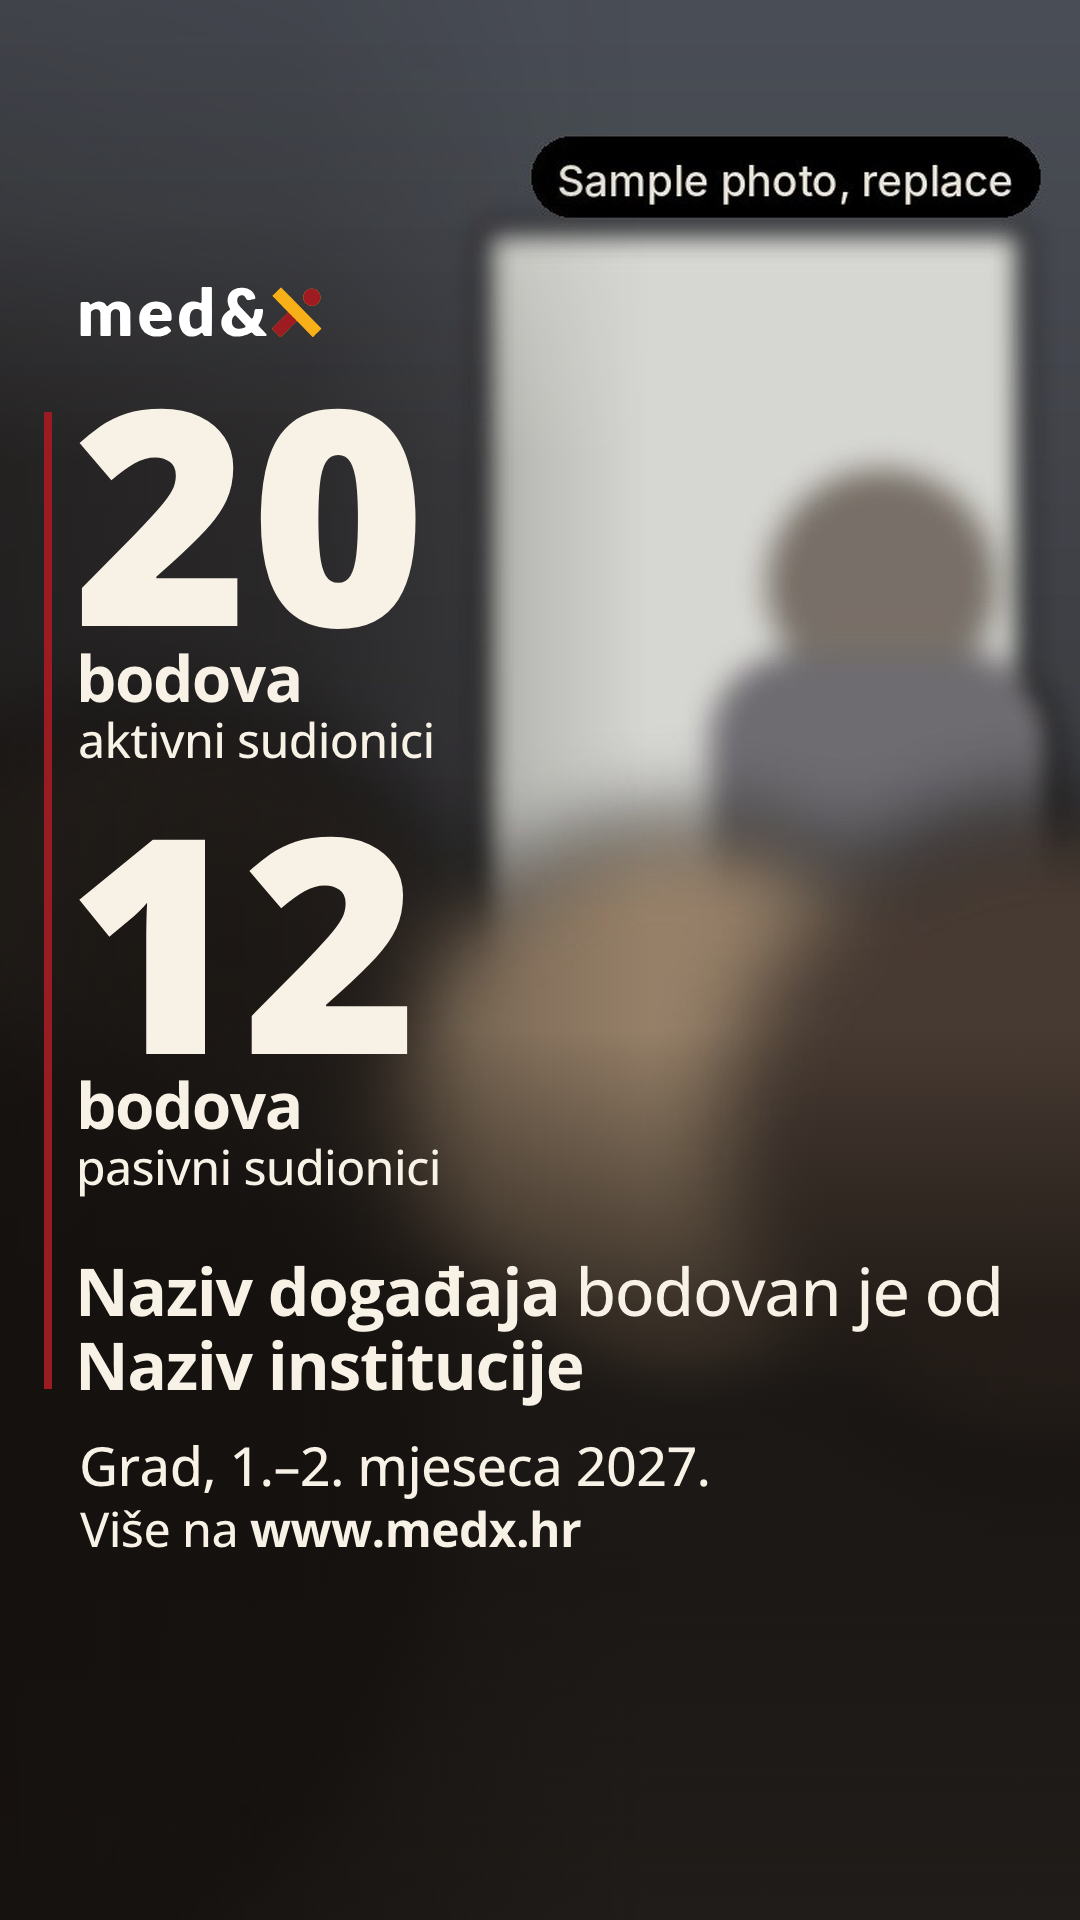 Sample photo, replace
med&x
20
bodova
aktivni sudionici
12
bodova
pasivni sudionici
Naziv događaja bodovan je od
Naziv institucije
Grad, 1.–2. mjeseca 2027.
Više na www.medx.hr